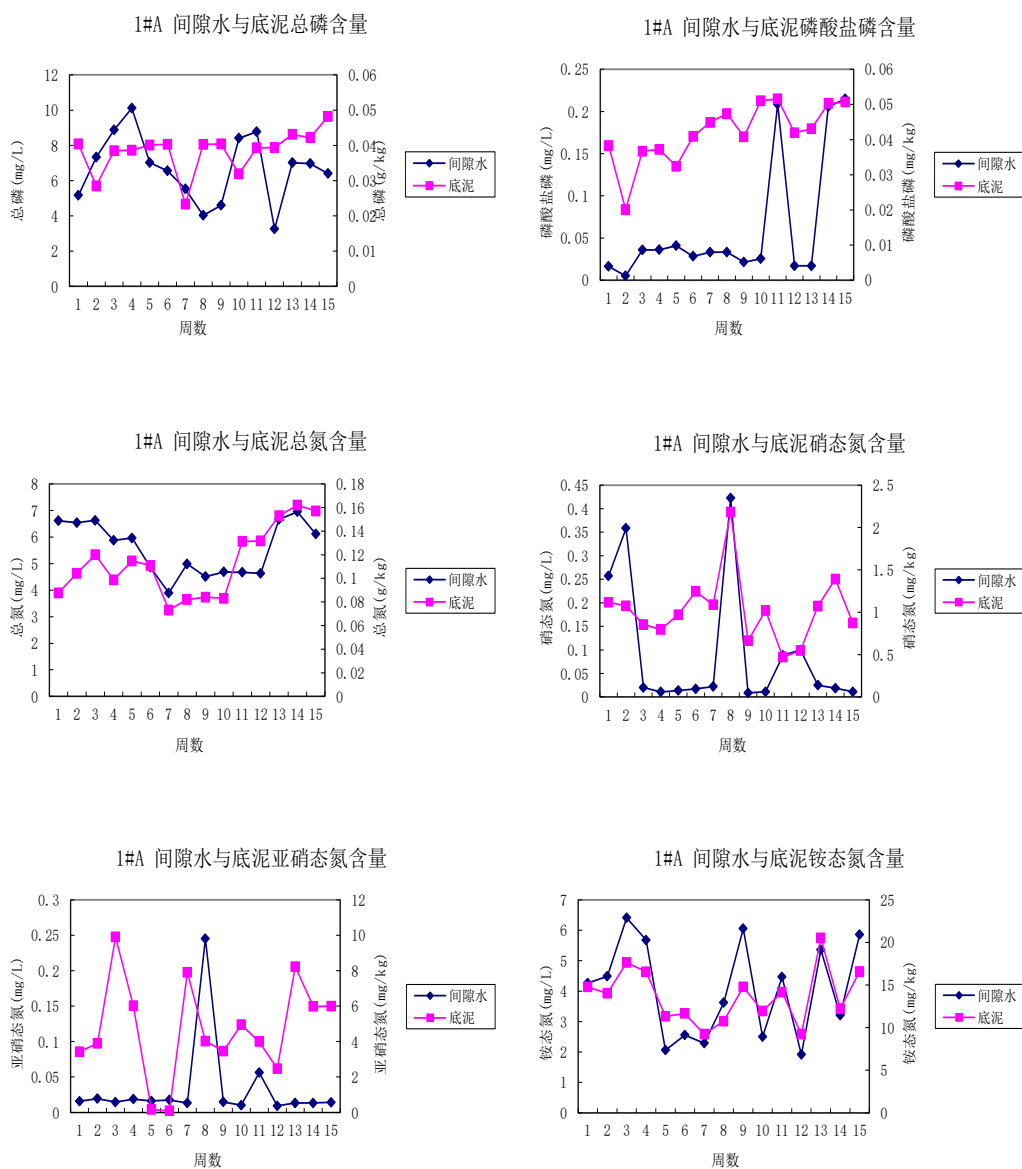 1#A 间隙水与底泥总磷含量
总磷(mg/L)
12
10
8
6
4
2
0
0.06
0.05
0.04
0.03
0.02
0.01
0
总磷(g/kg)
1 2 3 4 5 6 7 8 9 10 11 12 13 14 15
周数
间隙水
底泥
1#A 间隙水与底泥磷酸盐磷含量
磷酸盐磷(mg/L)
0.25
0.2
0.15
0.1
0.05
0
0.06
0.05
0.04
0.03
0.02
0.01
0
磷酸盐磷(mg/kg)
1 2 3 4 5 6 7 8 9 10 11 12 13 14 15
周数
间隙水
底泥
1#A 间隙水与底泥总氮含量
总氮(mg/L)
8
7
6
5
4
3
2
1
0
0.18
0.16
0.14
0.12
0.1
0.08
0.06
0.04
0.02
0
总氮(g/kg)
1 2 3 4 5 6 7 8 9 10 11 12 13 14 15
周数
间隙水
底泥
1#A 间隙水与底泥硝态氮含量
硝态氮(mg/L)
0.45
0.4
0.35
0.3
0.25
0.2
0.15
0.1
0.05
0
2.5
2
1.5
1
0.5
0
硝态氮(mg/kg)
1 2 3 4 5 6 7 8 9 10 11 12 13 14 15
周数
间隙水
底泥
1#A 间隙水与底泥亚硝态氮含量
亚硝态氮(mg/L)
0.3
0.25
0.2
0.15
0.1
0.05
0
12
10
8
6
4
2
0
亚硝态氮(mg/kg)
1 2 3 4 5 6 7 8 9 10 11 12 13 14 15
周数
间隙水
底泥
1#A 间隙水与底泥铵态氮含量
铵态氮(mg/L)
7
6
5
4
3
2
1
0
25
20
15
10
5
0
铵态氮(mg/kg)
1 2 3 4 5 6 7 8 9 10 11 12 13 14 15
周数
间隙水
底泥